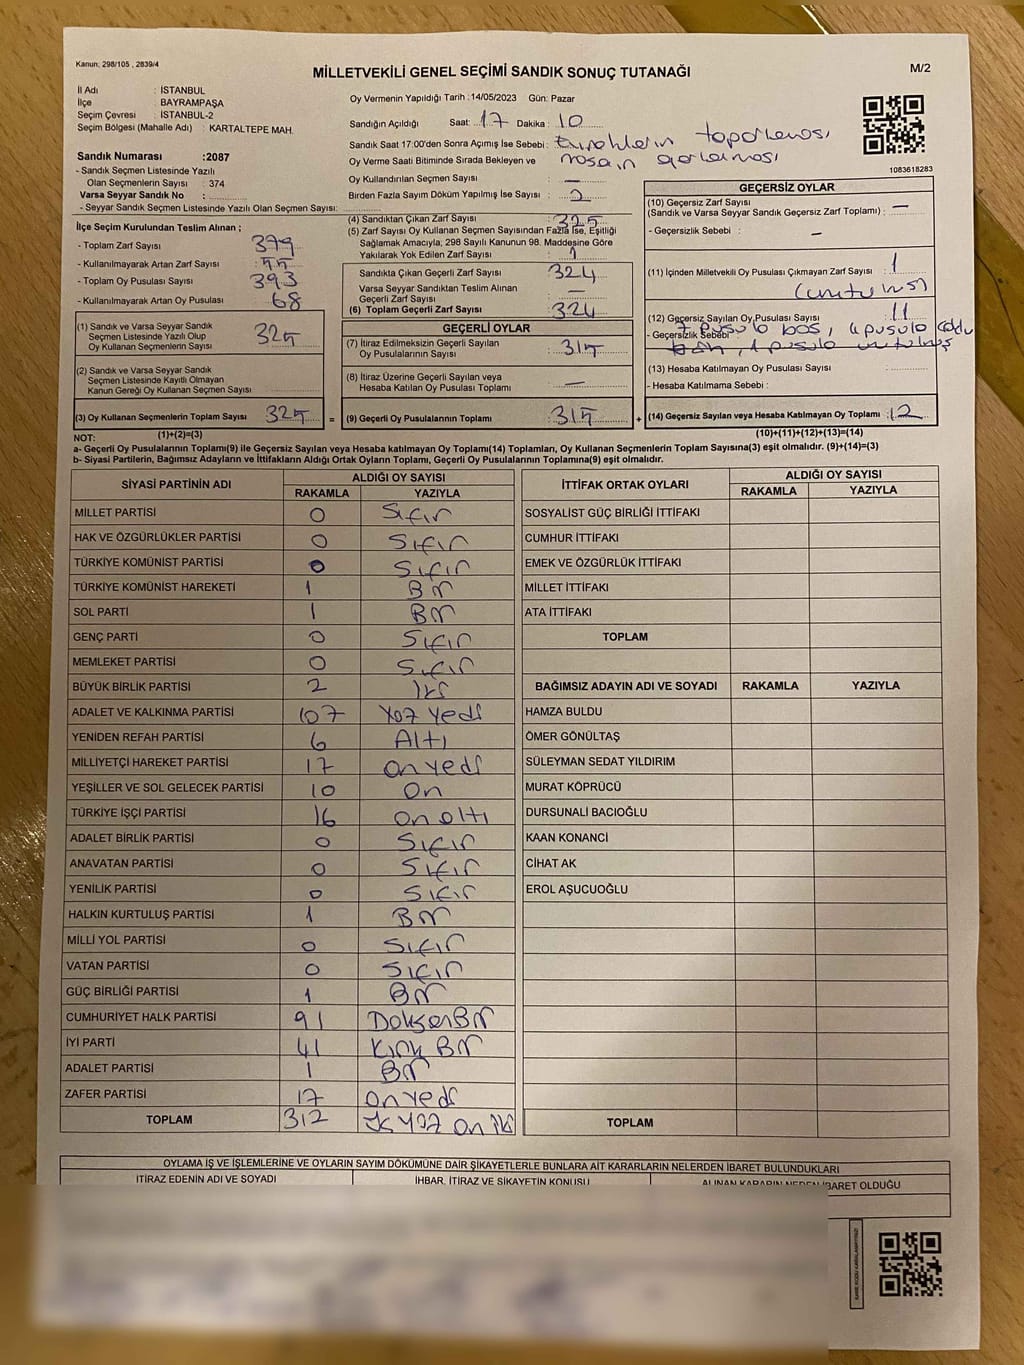 Kanun: 298/105 , 2839/4
MİLLETVEKİLİ GENEL SEÇİMİ SANDIK SONUÇ TUTANAĞI
M/2
İl Adı : İSTANBUL
İlçe : BAYRAMPAŞA
Seçim Çevresi : İSTANBUL-2
Seçim Bölgesi (Mahalle Adı) : KARTALTEPE MAH.
Sandık Numarası :2087
- Sandık Seçmen Listesinde Yazılı
Olan Seçmenlerin Sayısı : 374
Varsa Seyyar Sandık No :
- Seyyar Sandık Seçmen Listesinde Yazılı Olan Seçmen Sayısı:
Oy Vermenin Yapıldığı Tarih :14/05/2023 Gün: Pazar
Sandığın Açıldığı Saat: 17 Dakika : 10
Sandık Saat 17:00'den Sonra Açımış İse Sebebi:
Oy Verme Saati Bitiminde Sırada Bekleyen ve
Oy Kullandırılan Seçmen Sayısı : —
Birden Fazla Sayım Döküm Yapılmış İse Sayısı : 2
1083618283
İlçe Seçim Kurulundan Teslim Alınan ;
- Toplam Zarf Sayısı : 379
- Kullanılmayarak Artan Zarf Sayısı :
- Toplam Oy Pusulası Sayısı : 393
- Kullanılmayarak Artan Oy Pusulası : 68
(1) Sandık ve Varsa Seyyar Sandık
Seçmen Listesinde Yazılı Olup
Oy Kullanan Seçmenlerin Sayısı : 325
(2) Sandık ve Varsa Seyyar Sandık
Seçmen Listesinde Kayıtlı Olmayan
Kanun Gereği Oy Kullanan Seçmen Sayısı :
(3) Oy Kullanan Seçmenlerin Toplam Sayısı : 325
(4) Sandıktan Çıkan Zarf Sayısı : 325
(5) Zarf Sayısı Oy Kullanan Seçmen Sayısından Fazla İse, Eşitliği
Sağlamak Amacıyla; 298 Sayılı Kanunun 98. Maddesine Göre
Yakılarak Yok Edilen Zarf Sayısı : 1
Sandıkta Çıkan Geçerli Zarf Sayısı : 324
Varsa Seyyar Sandıktan Teslim Alınan
Geçerli Zarf Sayısı : —
(6) Toplam Geçerli Zarf Sayısı : 324
GEÇERLİ OYLAR
(7) İtiraz Edilmeksizin Geçerli Sayılan
Oy Pusulalarının Sayısı : 315
(8) İtiraz Üzerine Geçerli Sayılan veya
Hesaba Katılan Oy Pusulası Toplamı : —
= (9) Geçerli Oy Pusulalarının Toplamı : 315
GEÇERSİZ OYLAR
(10) Geçersiz Zarf Sayısı
(Sandık ve Varsa Seyyar Sandık Geçersiz Zarf Toplamı) : —
- Geçersizlik Sebebi : —
(11) İçinden Milletvekili Oy Pusulası Çıkmayan Zarf Sayısı : 1
(12) Geçersiz Sayılan Oy Pusulası Sayısı : 11
- Geçersizlik Sebebi : 7 pusula boş,
(13) Hesaba Katılmayan Oy Pusulası Sayısı :
- Hesaba Katılmama Sebebi :
+ (14) Geçersiz Sayılan veya Hesaba Katılmayan Oy Toplamı : 12
NOT: (1)+(2)=(3) (10)+(11)+(12)+(13)=(14)
a- Geçerli Oy Pusulalarının Toplamı(9) ile Geçersiz Sayılan veya Hesaba katılmayan Oy Toplamı(14) Toplamları, Oy Kullanan Seçmenlerin Toplam Sayısına(3) eşit olmalıdır. (9)+(14)=(3)
b- Siyasi Partilerin, Bağımsız Adayların ve İttifakların Aldığı Ortak Oyların Toplamı, Geçerli Oy Pusulalarının Toplamına(9) eşit olmalıdır.
SİYASİ PARTİNİN ADI ALDIĞI OY SAYISI
RAKAMLA YAZIYLA
MİLLET PARTİSİ 0 Sıfır
HAK VE ÖZGÜRLÜKLER PARTİSİ 0 Sıfır
TÜRKİYE KOMÜNİST PARTİSİ 0 Sıfır
TÜRKİYE KOMÜNİST HAREKETİ 1 Bir
SOL PARTİ 1 Bir
GENÇ PARTİ 0 Sıfır
MEMLEKET PARTİSİ 0 Sıfır
BÜYÜK BİRLİK PARTİSİ 2 İki
ADALET VE KALKINMA PARTİSİ 107 Yüz Yedi
YENİDEN REFAH PARTİSİ 6 Altı
MİLLİYETÇİ HAREKET PARTİSİ 17 on yedi
YEŞİLLER VE SOL GELECEK PARTİSİ 10 On
TÜRKİYE İŞÇİ PARTİSİ 16 on altı
ADALET BİRLİK PARTİSİ 0 Sıfır
ANAVATAN PARTİSİ 0 Sıfır
YENİLİK PARTİSİ 0 Sıfır
HALKIN KURTULUŞ PARTİSİ 1 Bir
MİLLİ YOL PARTİSİ 0 Sıfır
VATAN PARTİSİ 0 Sıfır
GÜÇ BİRLİĞİ PARTİSİ 1 Bir
CUMHURİYET HALK PARTİSİ 91 Doksan Bir
İYİ PARTİ 41 Kırk Bir
ADALET PARTİSİ 1 Bir
ZAFER PARTİSİ 17 on yedi
TOPLAM 312 üç yüz on iki
İTTİFAK ORTAK OYLARI ALDIĞI OY SAYISI
RAKAMLA YAZIYLA
SOSYALİST GÜÇ BİRLİĞİ İTTİFAKI
CUMHUR İTTİFAKI
EMEK VE ÖZGÜRLÜK İTTİFAKI
MİLLET İTTİFAKI
ATA İTTİFAKI
TOPLAM
BAĞIMSIZ ADAYIN ADI VE SOYADI RAKAMLA YAZIYLA
HAMZA BULDU
ÖMER GÖNÜLTAŞ
SÜLEYMAN SEDAT YILDIRIM
MURAT KÖPRÜCÜ
DURSUNALİ BACIOĞLU
KAAN KONANCİ
CİHAT AK
EROL AŞUCUOĞLU
TOPLAM
OYLAMA İŞ VE İŞLEMLERİNE VE OYLARIN SAYIM DÖKÜMÜNE DAİR ŞİKAYETLERLE BUNLARA AİT KARARLARIN NELERDEN İBARET BULUNDUKLARI
İTİRAZ EDENİN ADI VE SOYADI İHBAR, İTİRAZ VE ŞİKAYETİN KONUSU ALINAN KARARIN NEDEN İBARET OLDUĞU